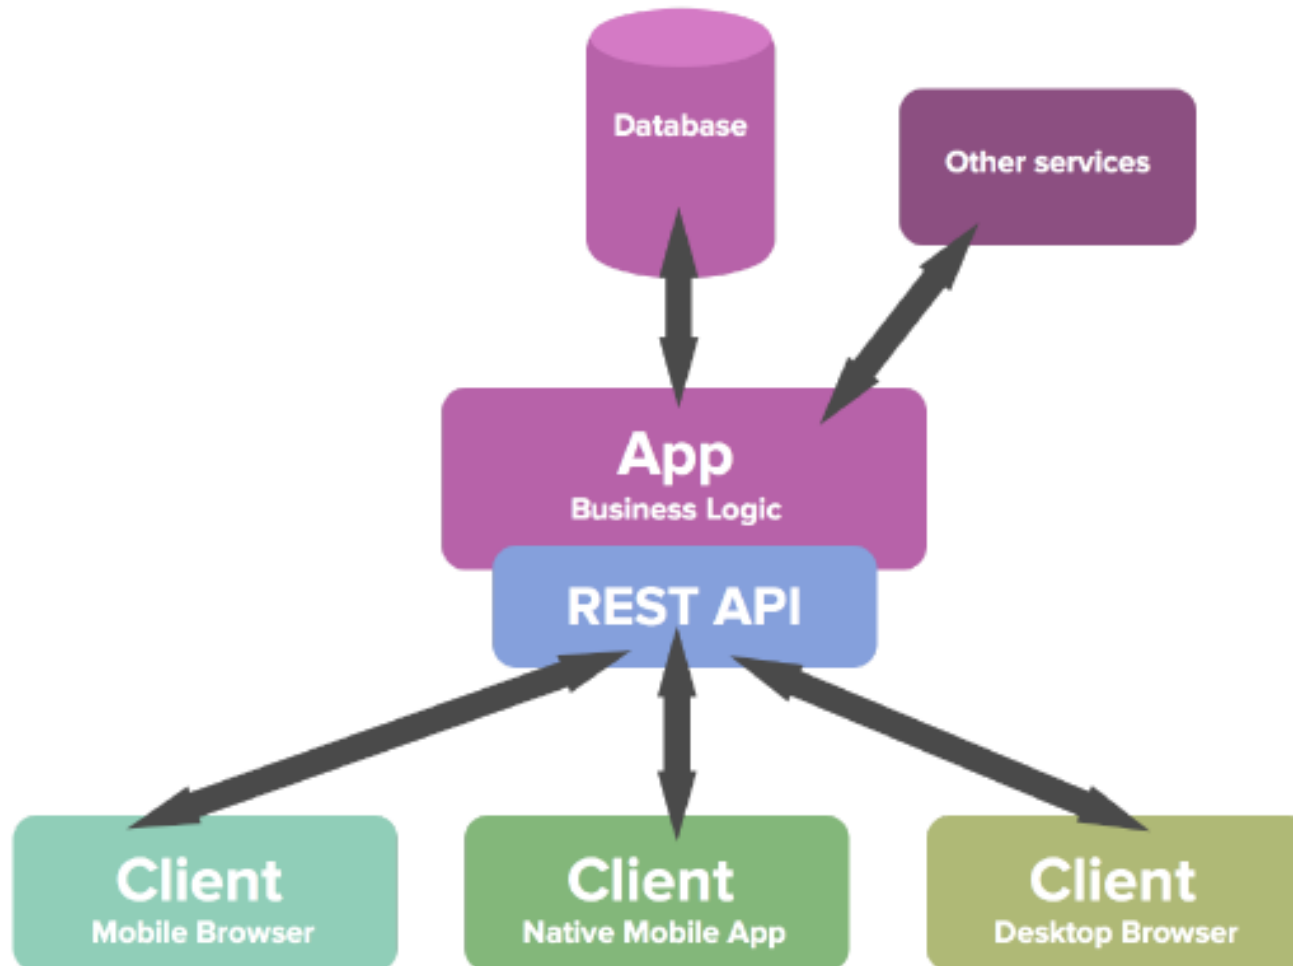 Database
Other services
App
Business Logic
REST API
Client
Mobile Browser
Client
Native Mobile App
Client
Desktop Browser